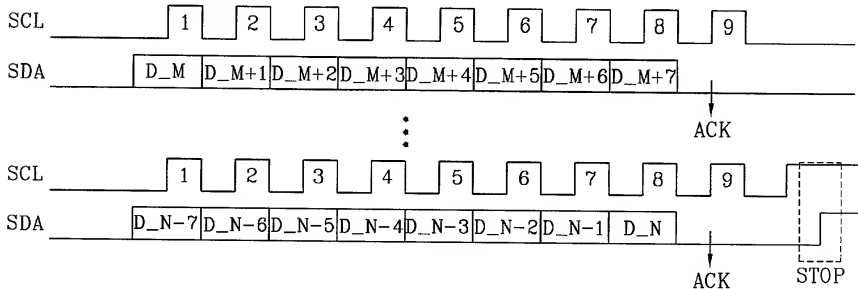 SCL 1 2 3 4 5 6 7 8 9
SDA D_M D_M+1 D_M+2 D_M+3 D_M+4 D_M+5 D_M+6 D_M+7
ACK
SCL 1 2 3 4 5 6 7 8 9
SDA D_N-7 D_N-6 D_N-5 D_N-4 D_N-3 D_N-2 D_N-1 D_N
ACK STOP